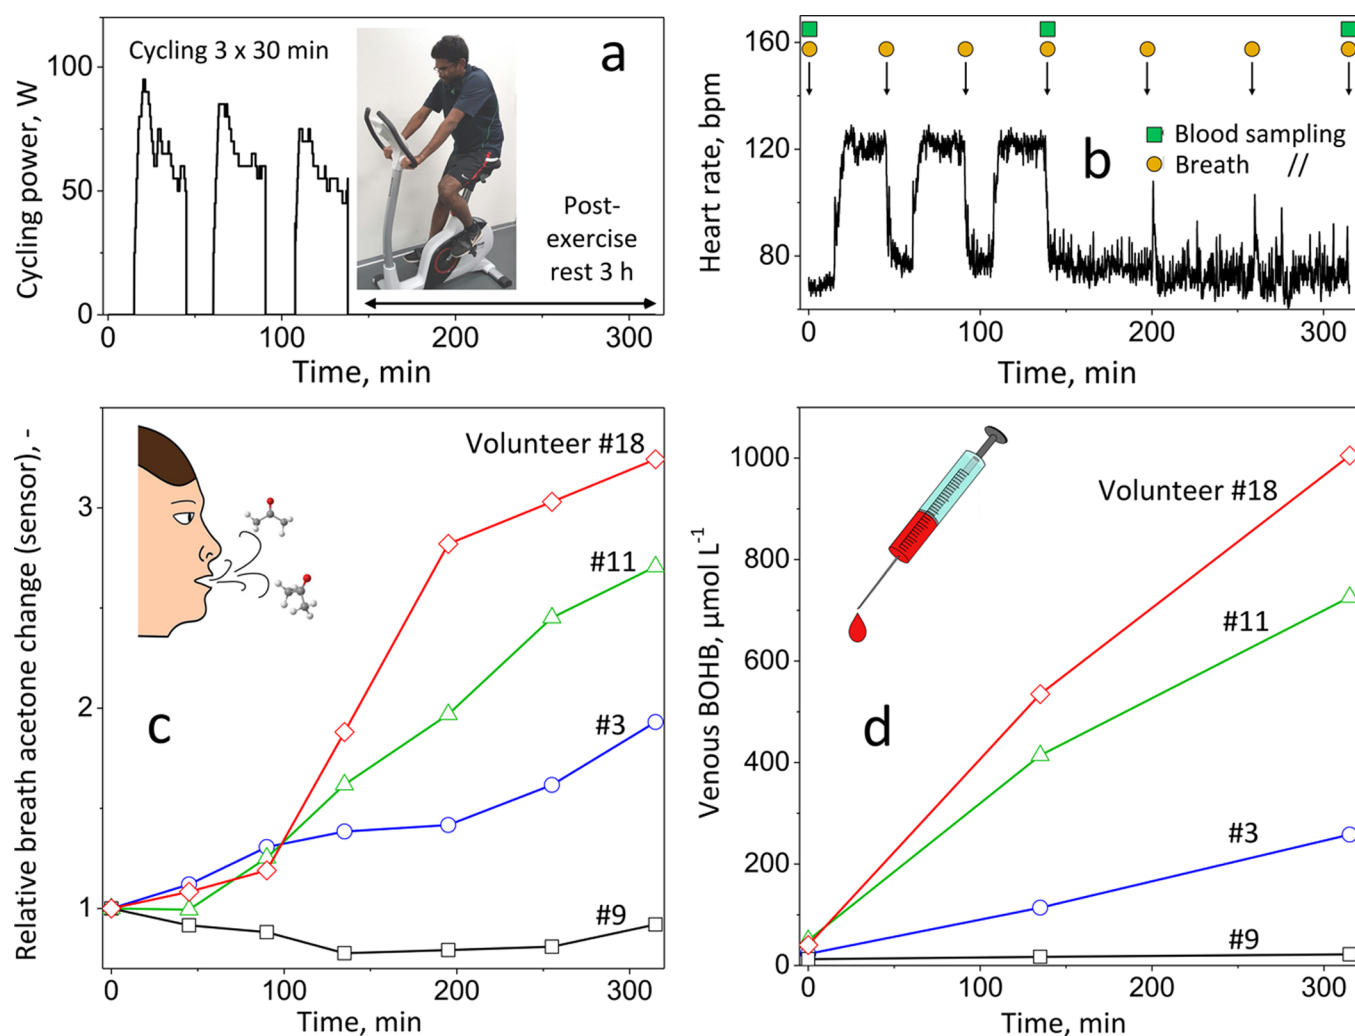 Cycling power, W
100
50
0
Cycling 3 x 30 min
a
Post-
exercise
rest 3 h
0
100
200
300
Time, min
Heart rate, bpm
160
120
80
b
Blood sampling
Breath //
0
100
200
300
Time, min
Relative breath acetone change (sensor), -
3
2
1
Volunteer #18
#11
#3
#9
c
0
100
200
300
Time, min
Venous BOHB, µmol L⁻¹
1000
800
600
400
200
0
Volunteer #18
#11
#3
#9
d
0
100
200
300
Time, min